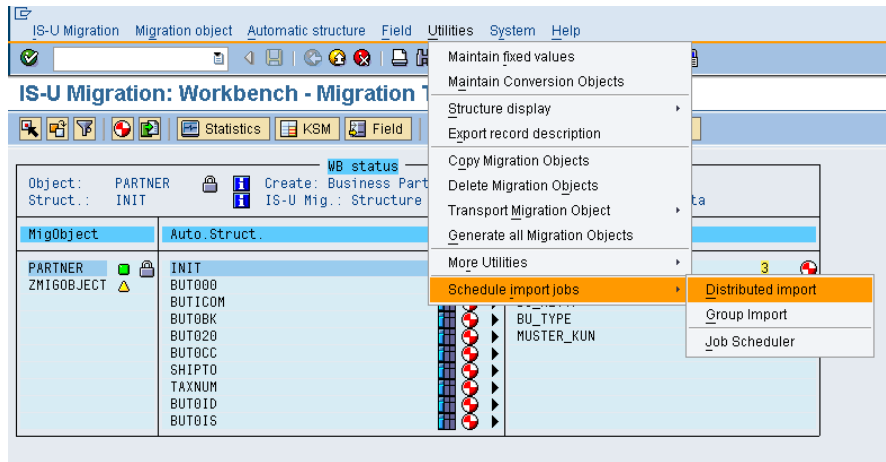 IS-U Migration Migration object Automatic structure Field Utilities System Help
IS-U Migration: Workbench - Migration
Statistics KSM Field
Maintain fixed values
Maintain Conversion Objects
Structure display
Export record description
Copy Migration Objects
Delete Migration Objects
Transport Migration Object
Generate all Migration Objects
More Utilities
Schedule import jobs
Distributed import
Group Import
Job Scheduler
WB status
Object: PARTNER Create: Business Part
Struct.: INIT IS-U Mig.: Structure ta
MigObject Auto.Struct.
PARTNER INIT 3
ZMIGOBJECT BUT000
BUTICOM
BUT0BK BU_TYPE
BUT020 MUSTER_KUN
BUT0CC
SHIPTO
TAXNUM
BUT0ID
BUT0IS